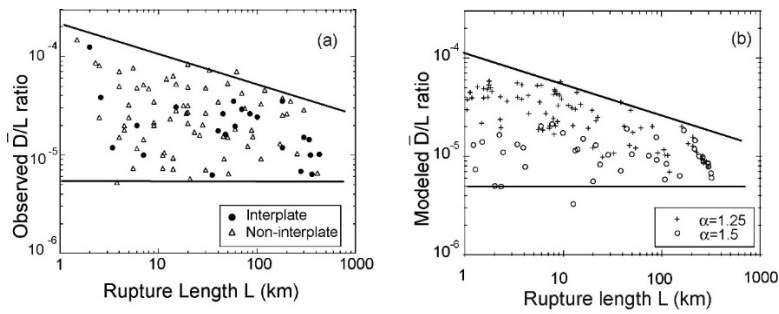 (a)
Observed D̅/L ratio
10⁻⁴
10⁻⁵
10⁻⁶
Interplate
Non-interplate
1 10 100 1000
Rupture Length L (km)
(b)
Modeled D̅/L ratio
10⁻⁴
10⁻⁵
10⁻⁶
α=1.25
α=1.5
1 10 100 1000
Rupture length L (km)